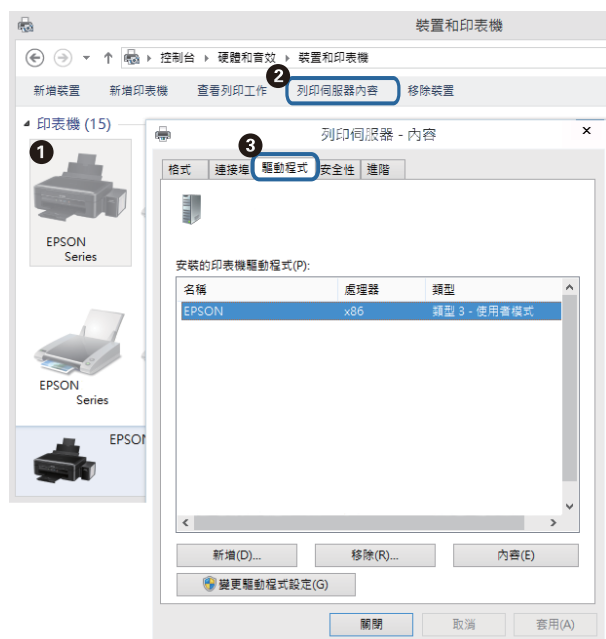 裝置和印表機
控制台 硬體和音效 裝置和印表機
2
新增裝置 新增印表機 查看列印工作 列印伺服器內容 移除裝置
印表機 (15)
1
EPSON
Series
EPSON
Series
EPSON
列印伺服器 - 內容 ×
3
格式 連接埠 驅動程式 安全性 進階
安裝的印表機驅動程式(P):
名稱 處理器 類型
EPSON x86 類型 3 - 使用者模式
新增(D)... 移除(R)... 內容(E)
變更驅動程式設定(G)
關閉 取消 套用(A)